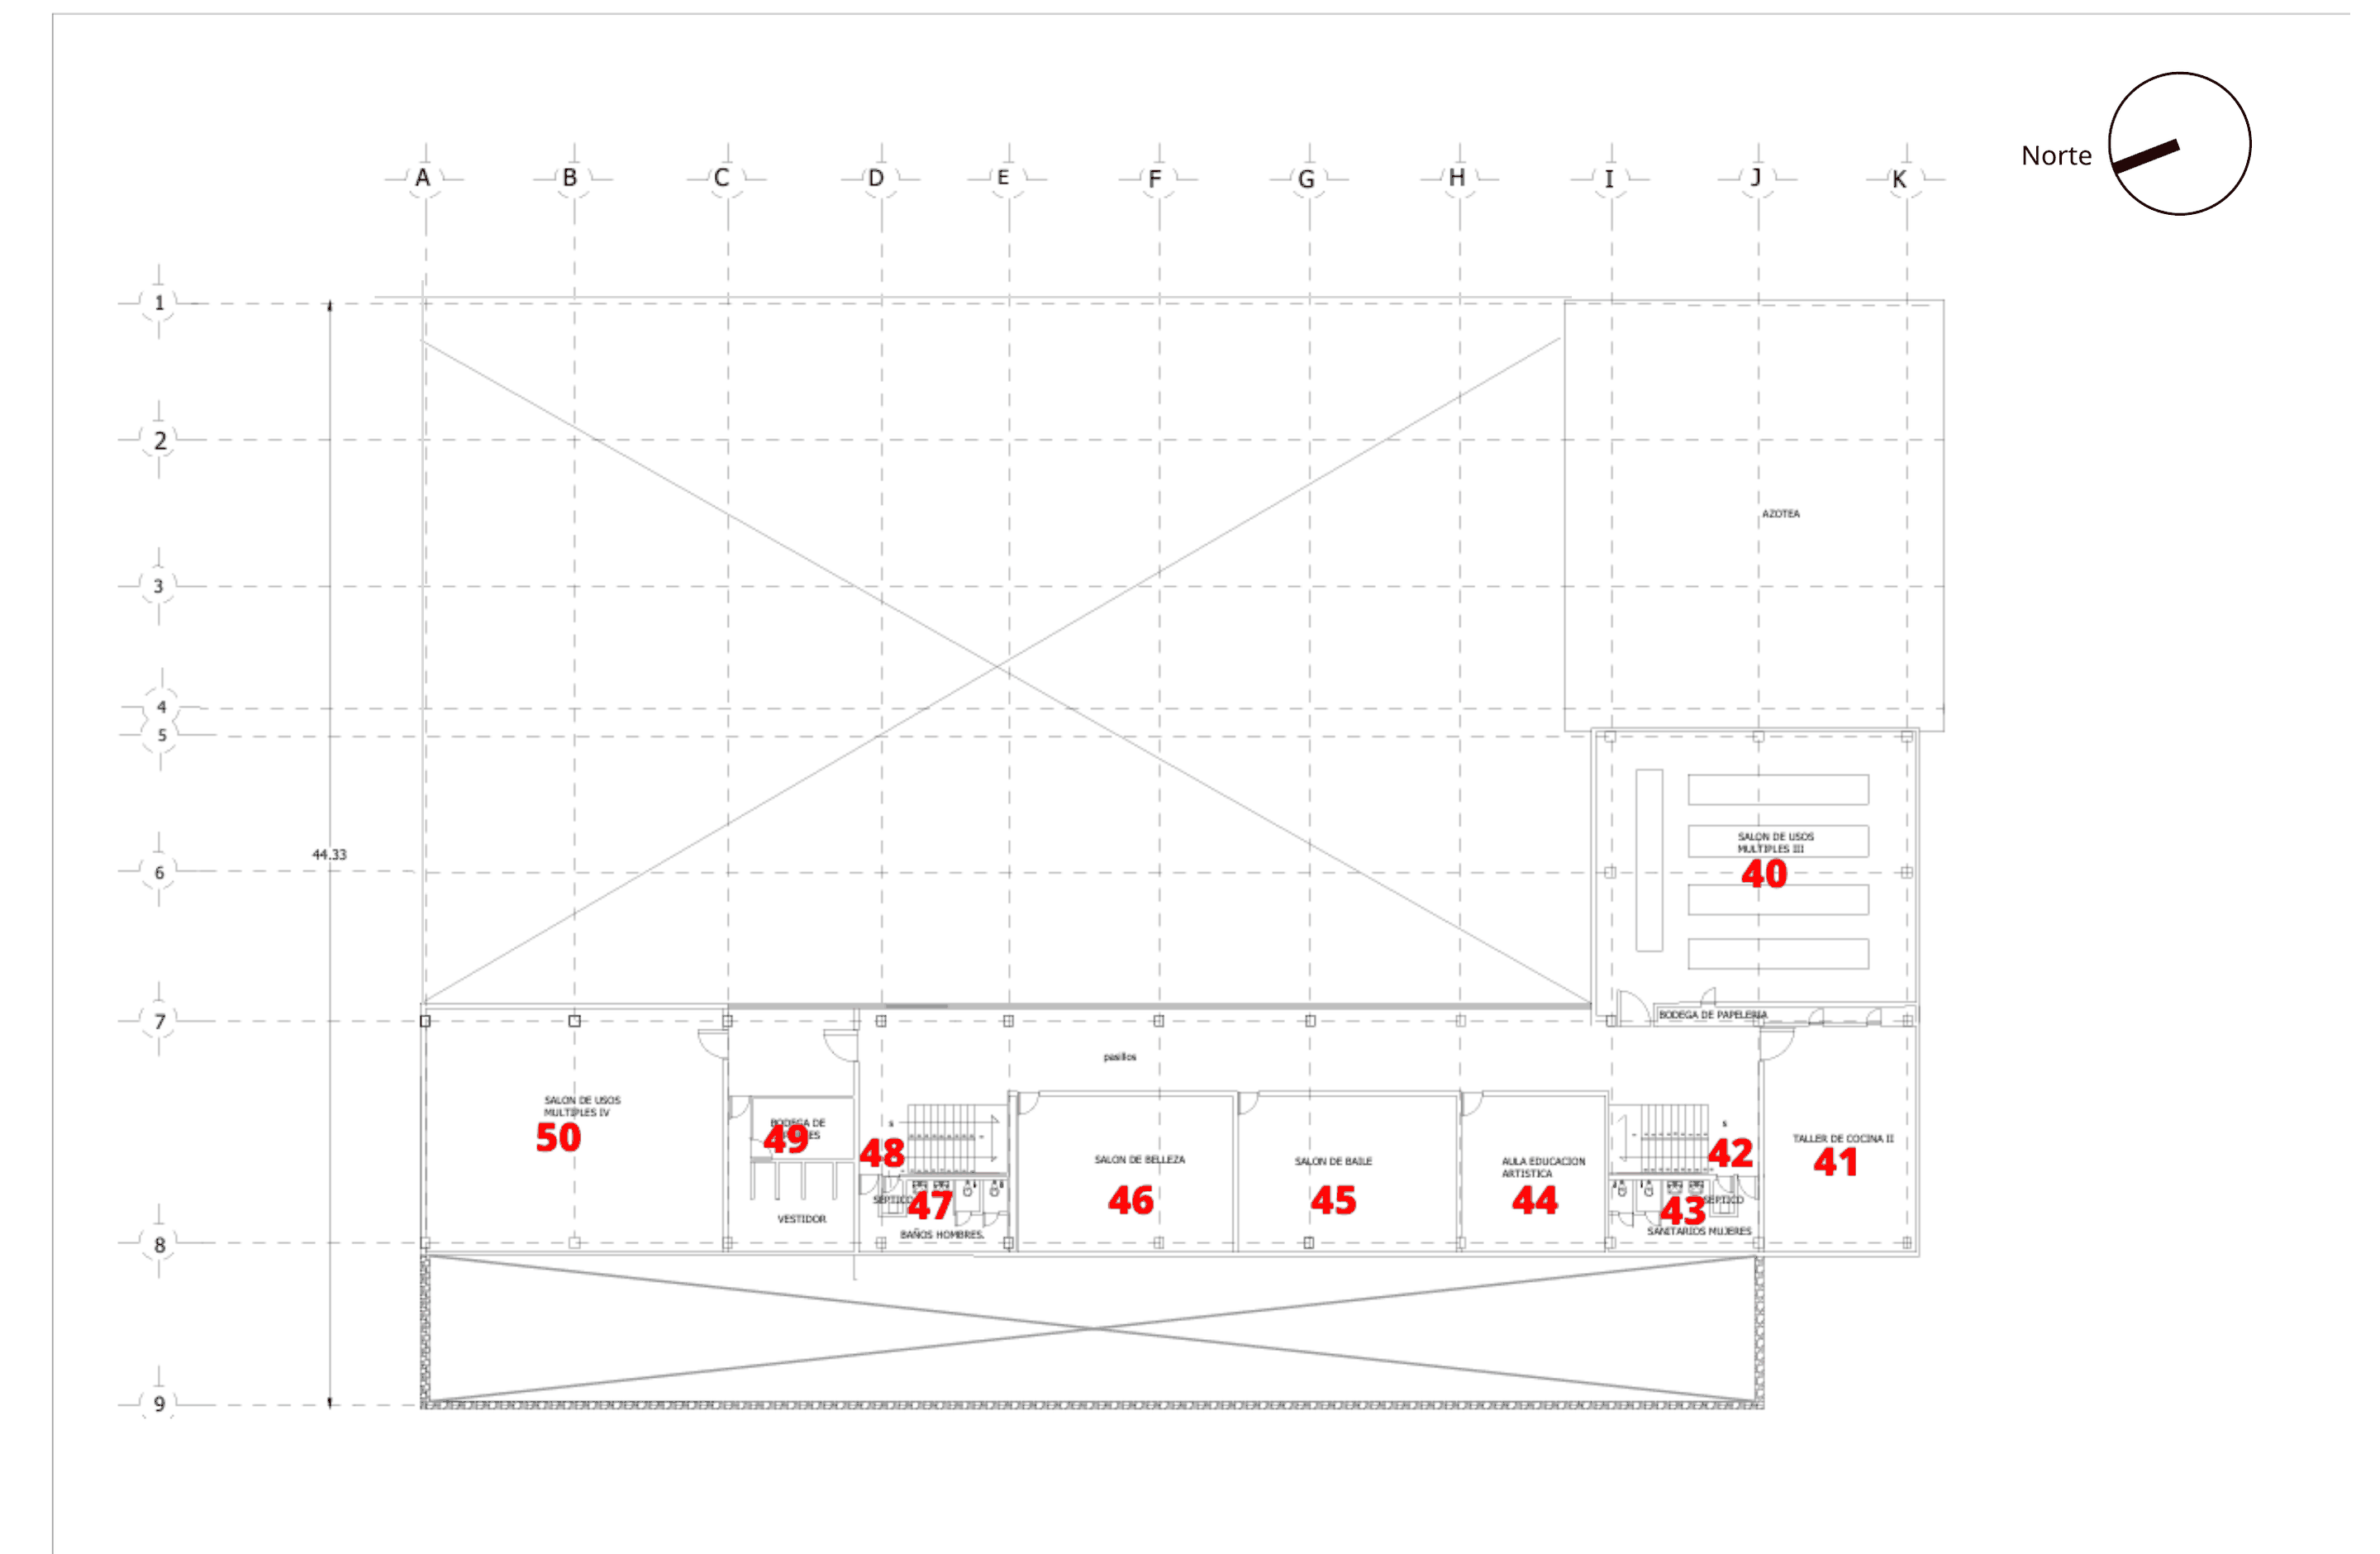 Norte
A B C D E F G H I J K
1
2
AZOTEA
3
4
5
SALON DE USOS
MULTIPLES III
44.33
6
40
7
BODEGA DE PAPELERIA
pasillos
SALON DE USOS
MULTIPLES IV
50
BODEGA DE
49
s
48
SEPTICO
47
BAÑOS HOMBRES.
VESTIDOR
SALON DE BELLEZA
46
SALON DE BAILE
45
AULA EDUCACION
ARTISTICA
44
s
42
SEPTICO
43
SANITARIOS MUJERES
TALLER DE COCINA II
41
8
9